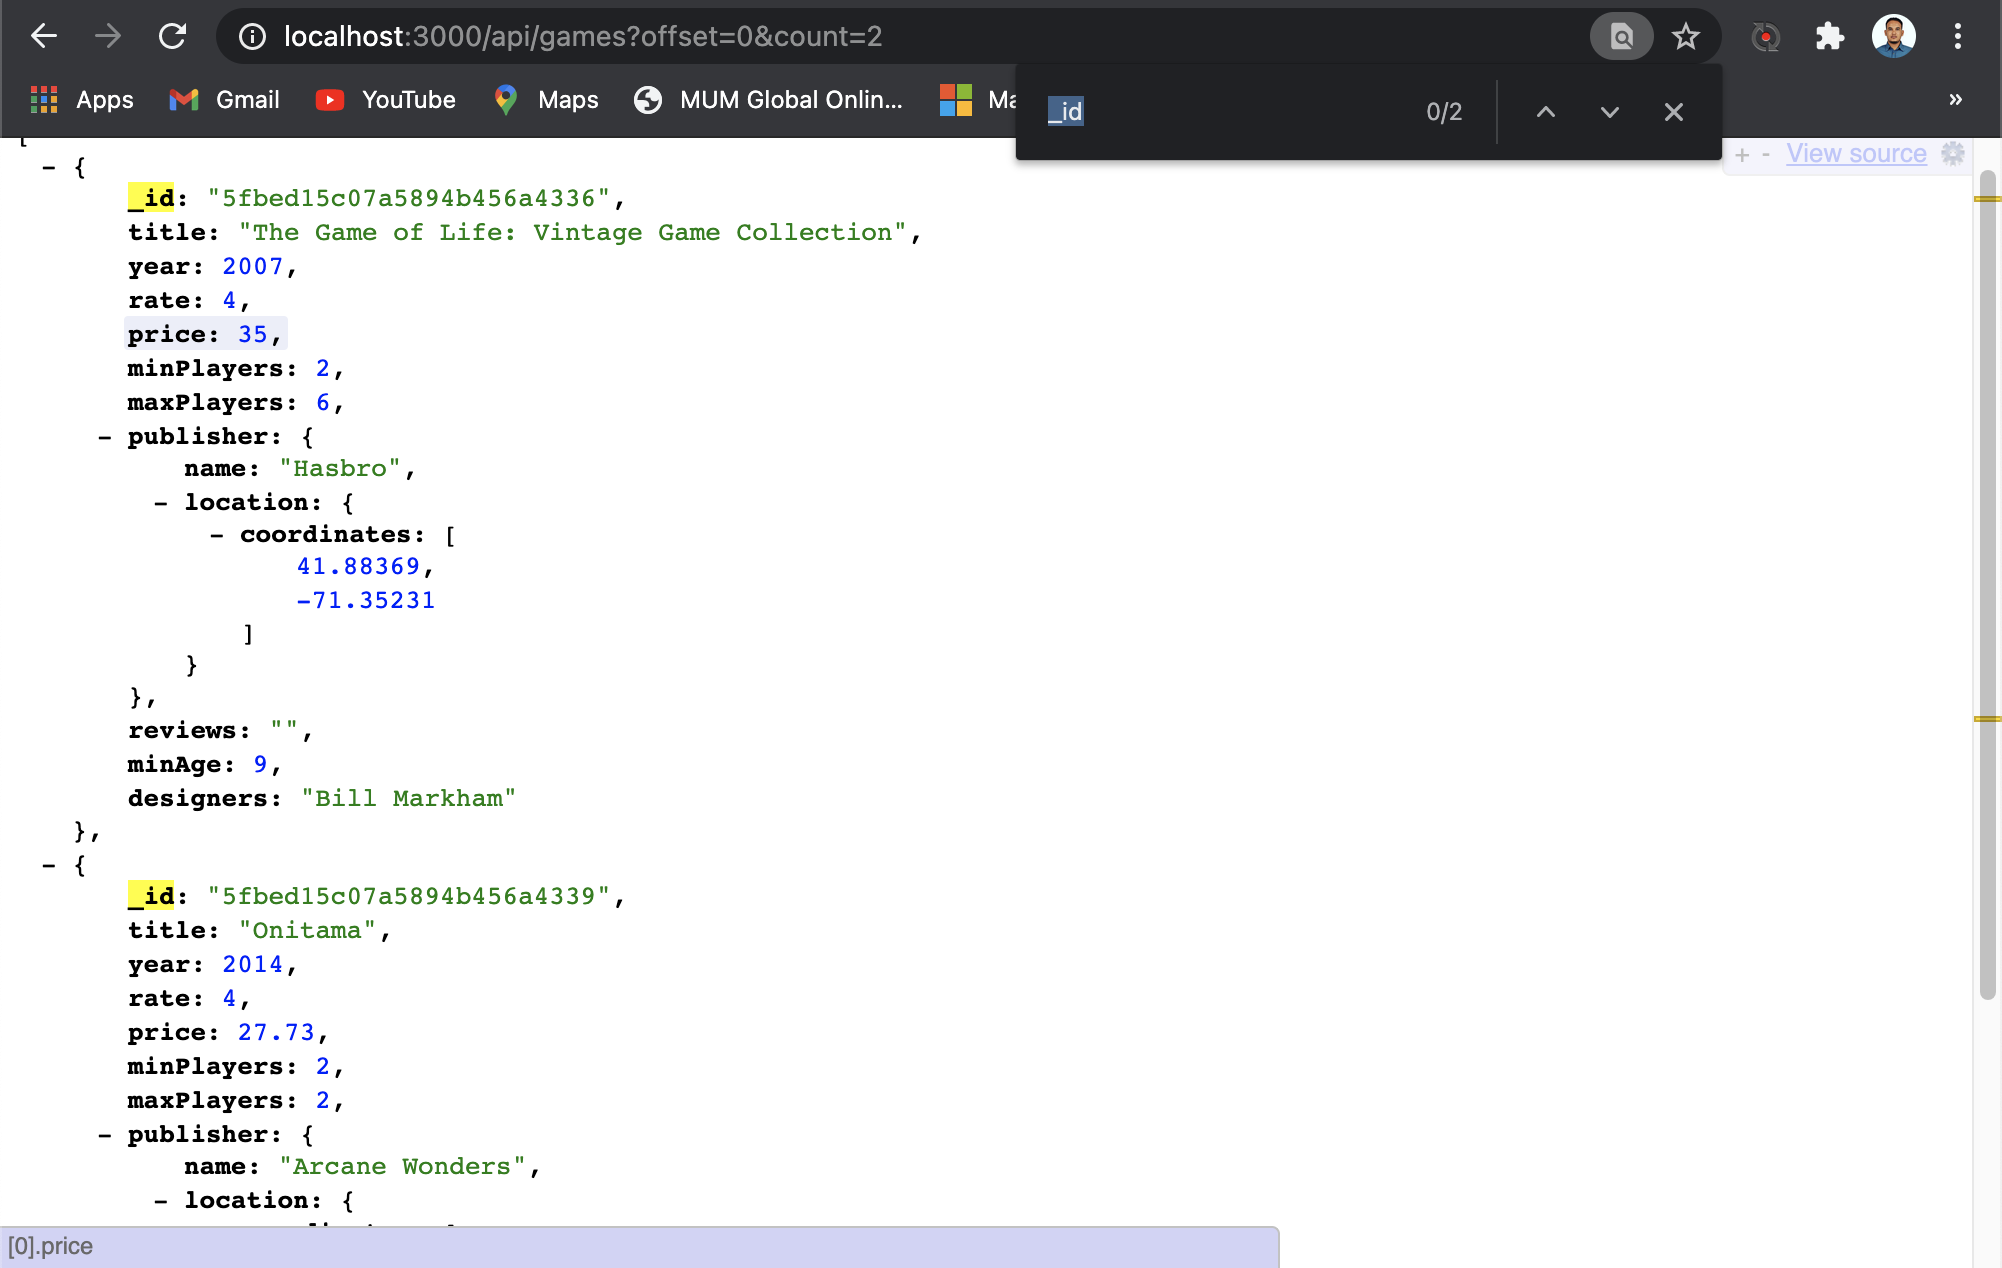 localhost:3000/api/games?offset=0&count=2
Apps Gmail YouTube Maps MUM Global Onlin... Ma »
_id 0/2
+ - View source
[
- {
_id: "5fbed15c07a5894b456a4336",
title: "The Game of Life: Vintage Game Collection",
year: 2007,
rate: 4,
price: 35,
minPlayers: 2,
maxPlayers: 6,
- publisher: {
name: "Hasbro",
- location: {
- coordinates: [
41.88369,
-71.35231
]
}
},
reviews: "",
minAge: 9,
designers: "Bill Markham"
},
- {
_id: "5fbed15c07a5894b456a4339",
title: "Onitama",
year: 2014,
rate: 4,
price: 27.73,
minPlayers: 2,
maxPlayers: 2,
- publisher: {
name: "Arcane Wonders",
- location: {
[0].price